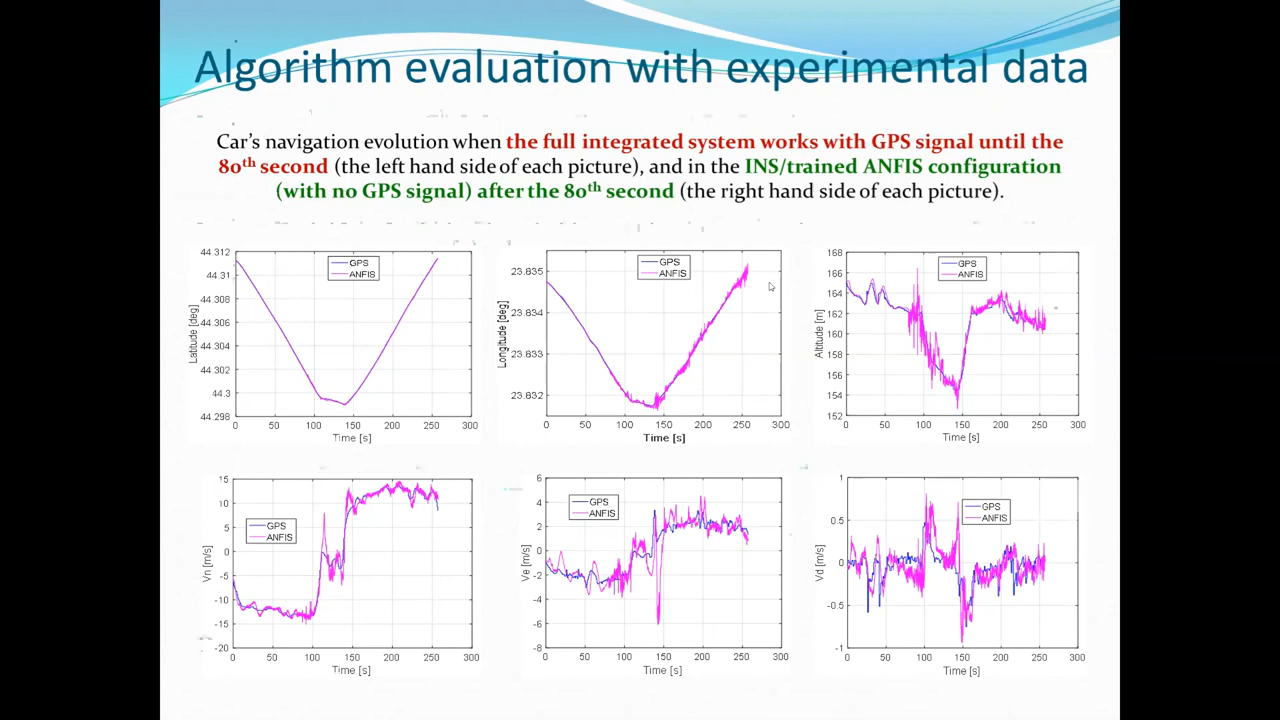 Algorithm evaluation with experimental data
Car's navigation evolution when the full integrated system works with GPS signal until the
80th second (the left hand side of each picture), and in the INS/trained ANFIS configuration
(with no GPS signal) after the 80th second (the right hand side of each picture).
44.312
44.31
44.308
44.306
44.304
44.302
44.3
44.298
Latitude [deg]
GPS
ANFIS
0 50 100 150 200 250 300
Time [s]
23.835
23.834
23.833
23.832
Longitude [deg]
GPS
ANFIS
0 50 100 150 200 250 300
Time [s]
168
166
164
162
160
158
156
154
152
Altitude [m]
GPS
ANFIS
0 50 100 150 200 250 300
Time [s]
15
10
5
0
-5
-10
-15
-20
Vn [m/s]
GPS
ANFIS
0 50 100 150 200 250 300
Time [s]
6
4
2
0
-2
-4
-6
-8
Ve [m/s]
GPS
ANFIS
0 50 100 150 200 250 300
Time [s]
1
0.5
0
-0.5
-1
Vd [m/s]
GPS
ANFIS
0 50 100 150 200 250 300
Time [s]